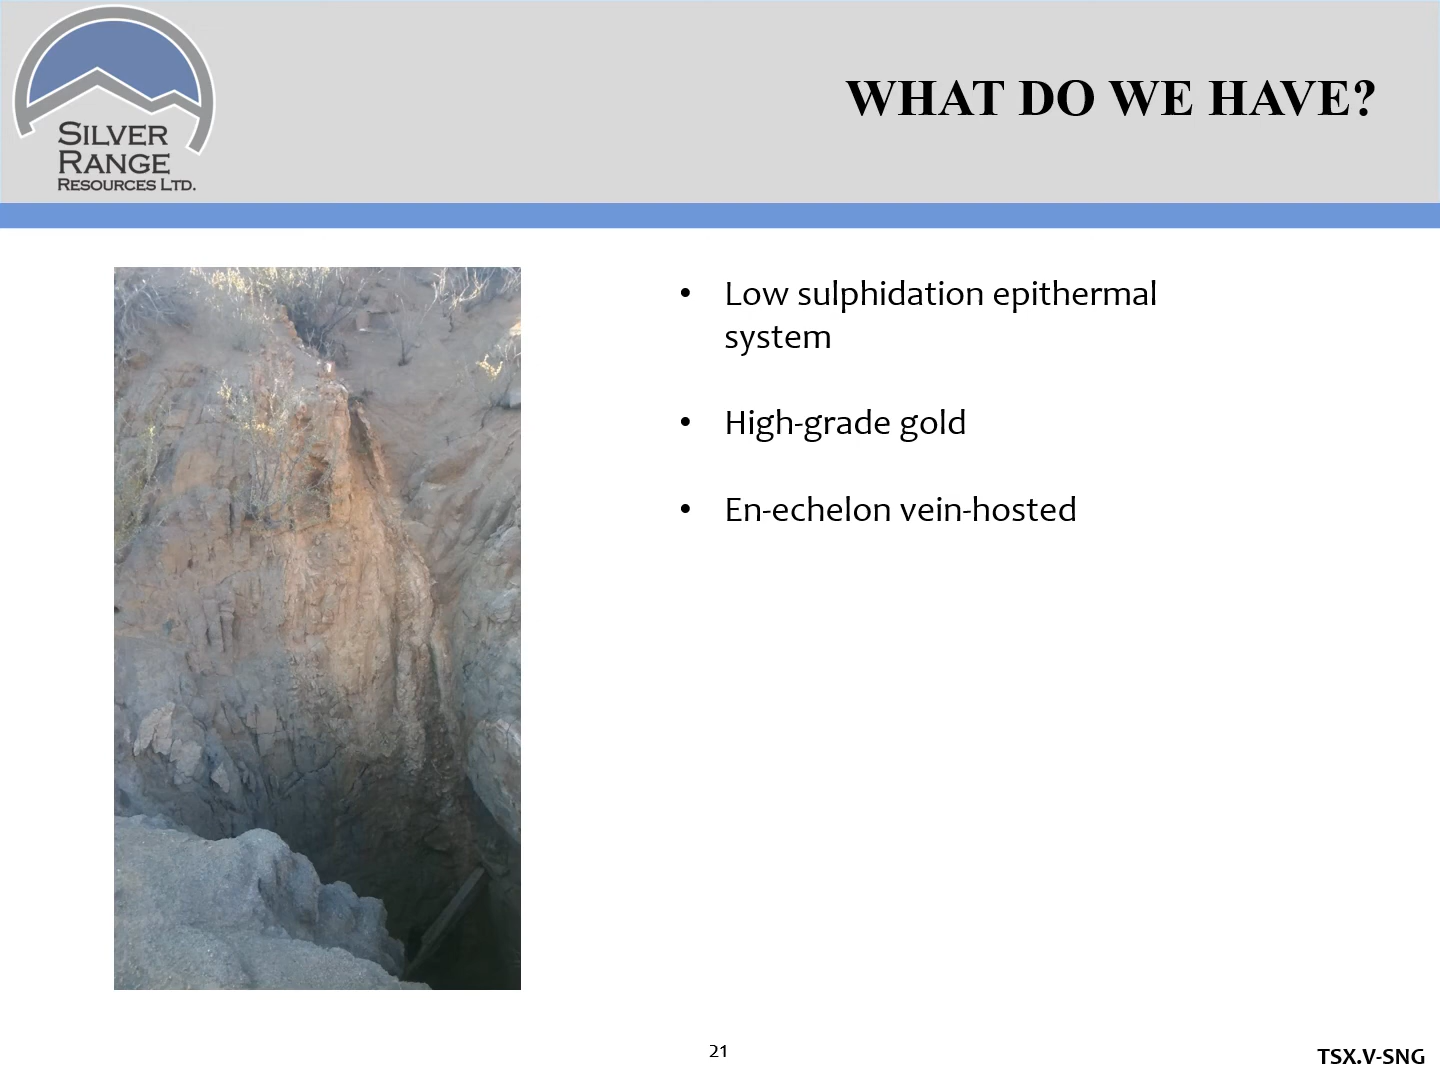 SILVER
RANGE
RESOURCES LTD.
WHAT DO WE HAVE?
• Low sulphidation epithermal
system
• High-grade gold
• En-echelon vein-hosted
21
TSX.V-SNG